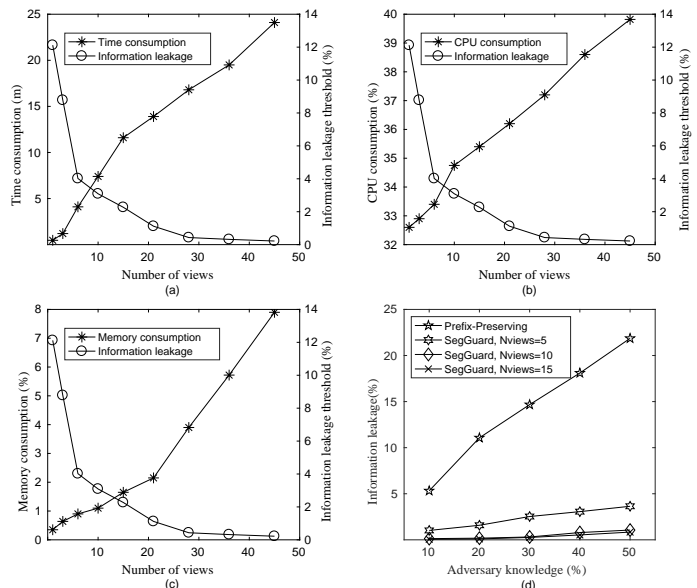 25
20
15
10
5
Time consumption (m)
14
12
10
8
6
4
2
0
Information leakage threshold (%)
Time consumption
Information leakage
10
20
30
40
50
Number of views
(a)
40
39
38
37
36
35
34
33
32
CPU consumption (%)
14
12
10
8
6
4
2
0
Information leakage threshold (%)
CPU consumption
Information leakage
10
20
30
40
50
Number of views
(b)
8
7
6
5
4
3
2
1
0
Memory consumption (%)
14
12
10
8
6
4
2
0
Information leakage threshold (%)
Memory consumption
Information leakage
10
20
30
40
50
Number of views
(c)
25
20
15
10
5
Information leakage(%)
Prefix-Preserving
SegGuard, Nviews=5
SegGuard, Nviews=10
SegGuard, Nviews=15
10
20
30
40
50
Adversary knowledge (%)
(d)